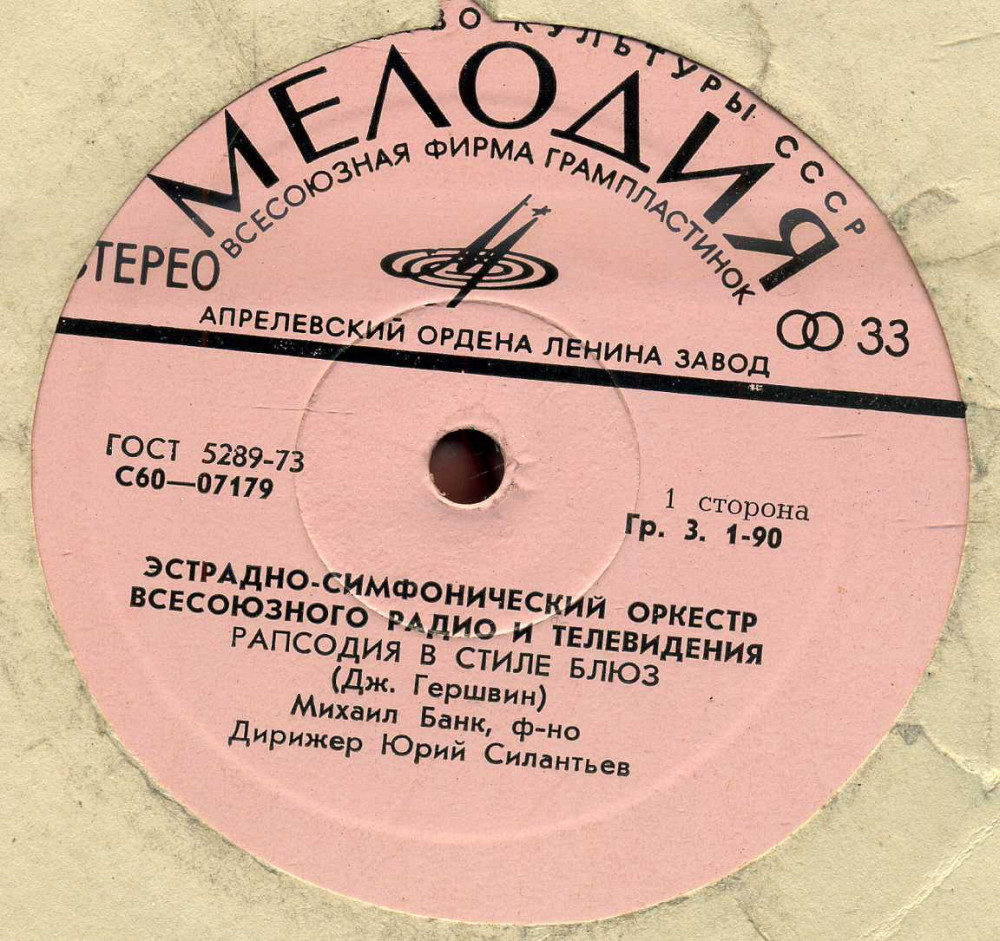 КУЛЬТУРЫ СССР
МЕЛОДИЯ
ВСЕСОЮЗНАЯ ФИРМА ГРАМПЛАСТИНОК
СТЕРЕО
33
АПРЕЛЕВСКИЙ ОРДЕНА ЛЕНИНА ЗАВОД
ГОСТ 5289-73
С60—07179
1 сторона
Гр. 3. 1-90
ЭСТРАДНО-СИМФОНИЧЕСКИЙ ОРКЕСТР
ВСЕСОЮЗНОГО РАДИО И ТЕЛЕВИДЕНИЯ
РАПСОДИЯ В СТИЛЕ БЛЮЗ
(Дж. Гершвин)
Михаил Банк, ф-но
Дирижер Юрий Силантьев